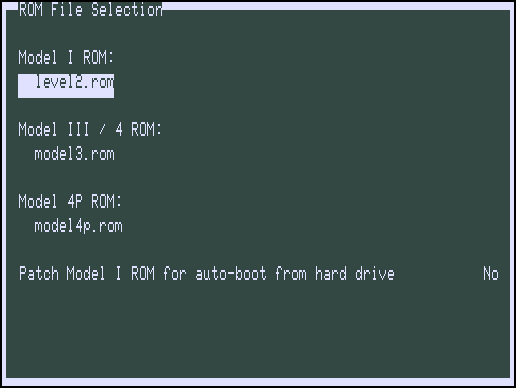 ROM File Selection
Model I ROM:
level2.rom
Model III / 4 ROM:
model3.rom
Model 4P ROM:
model4p.rom
Patch Model I ROM for auto-boot from hard drive No